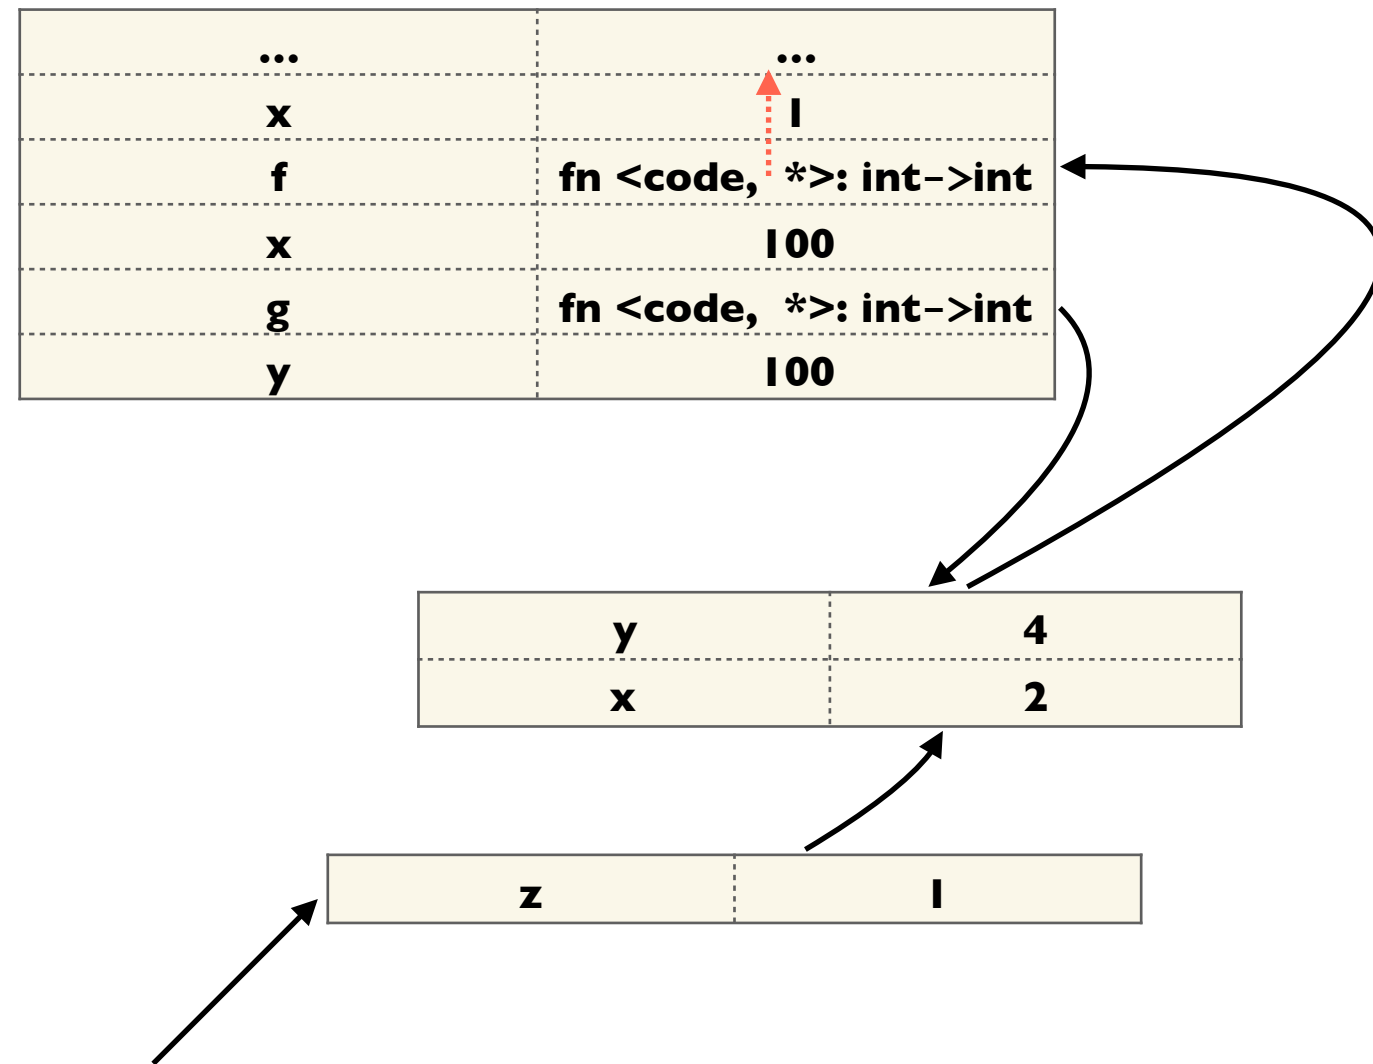 ... ...
x 1
f fn <code, *>: int->int
x 100
g fn <code, *>: int->int
y 100
y 4
x 2
z 1